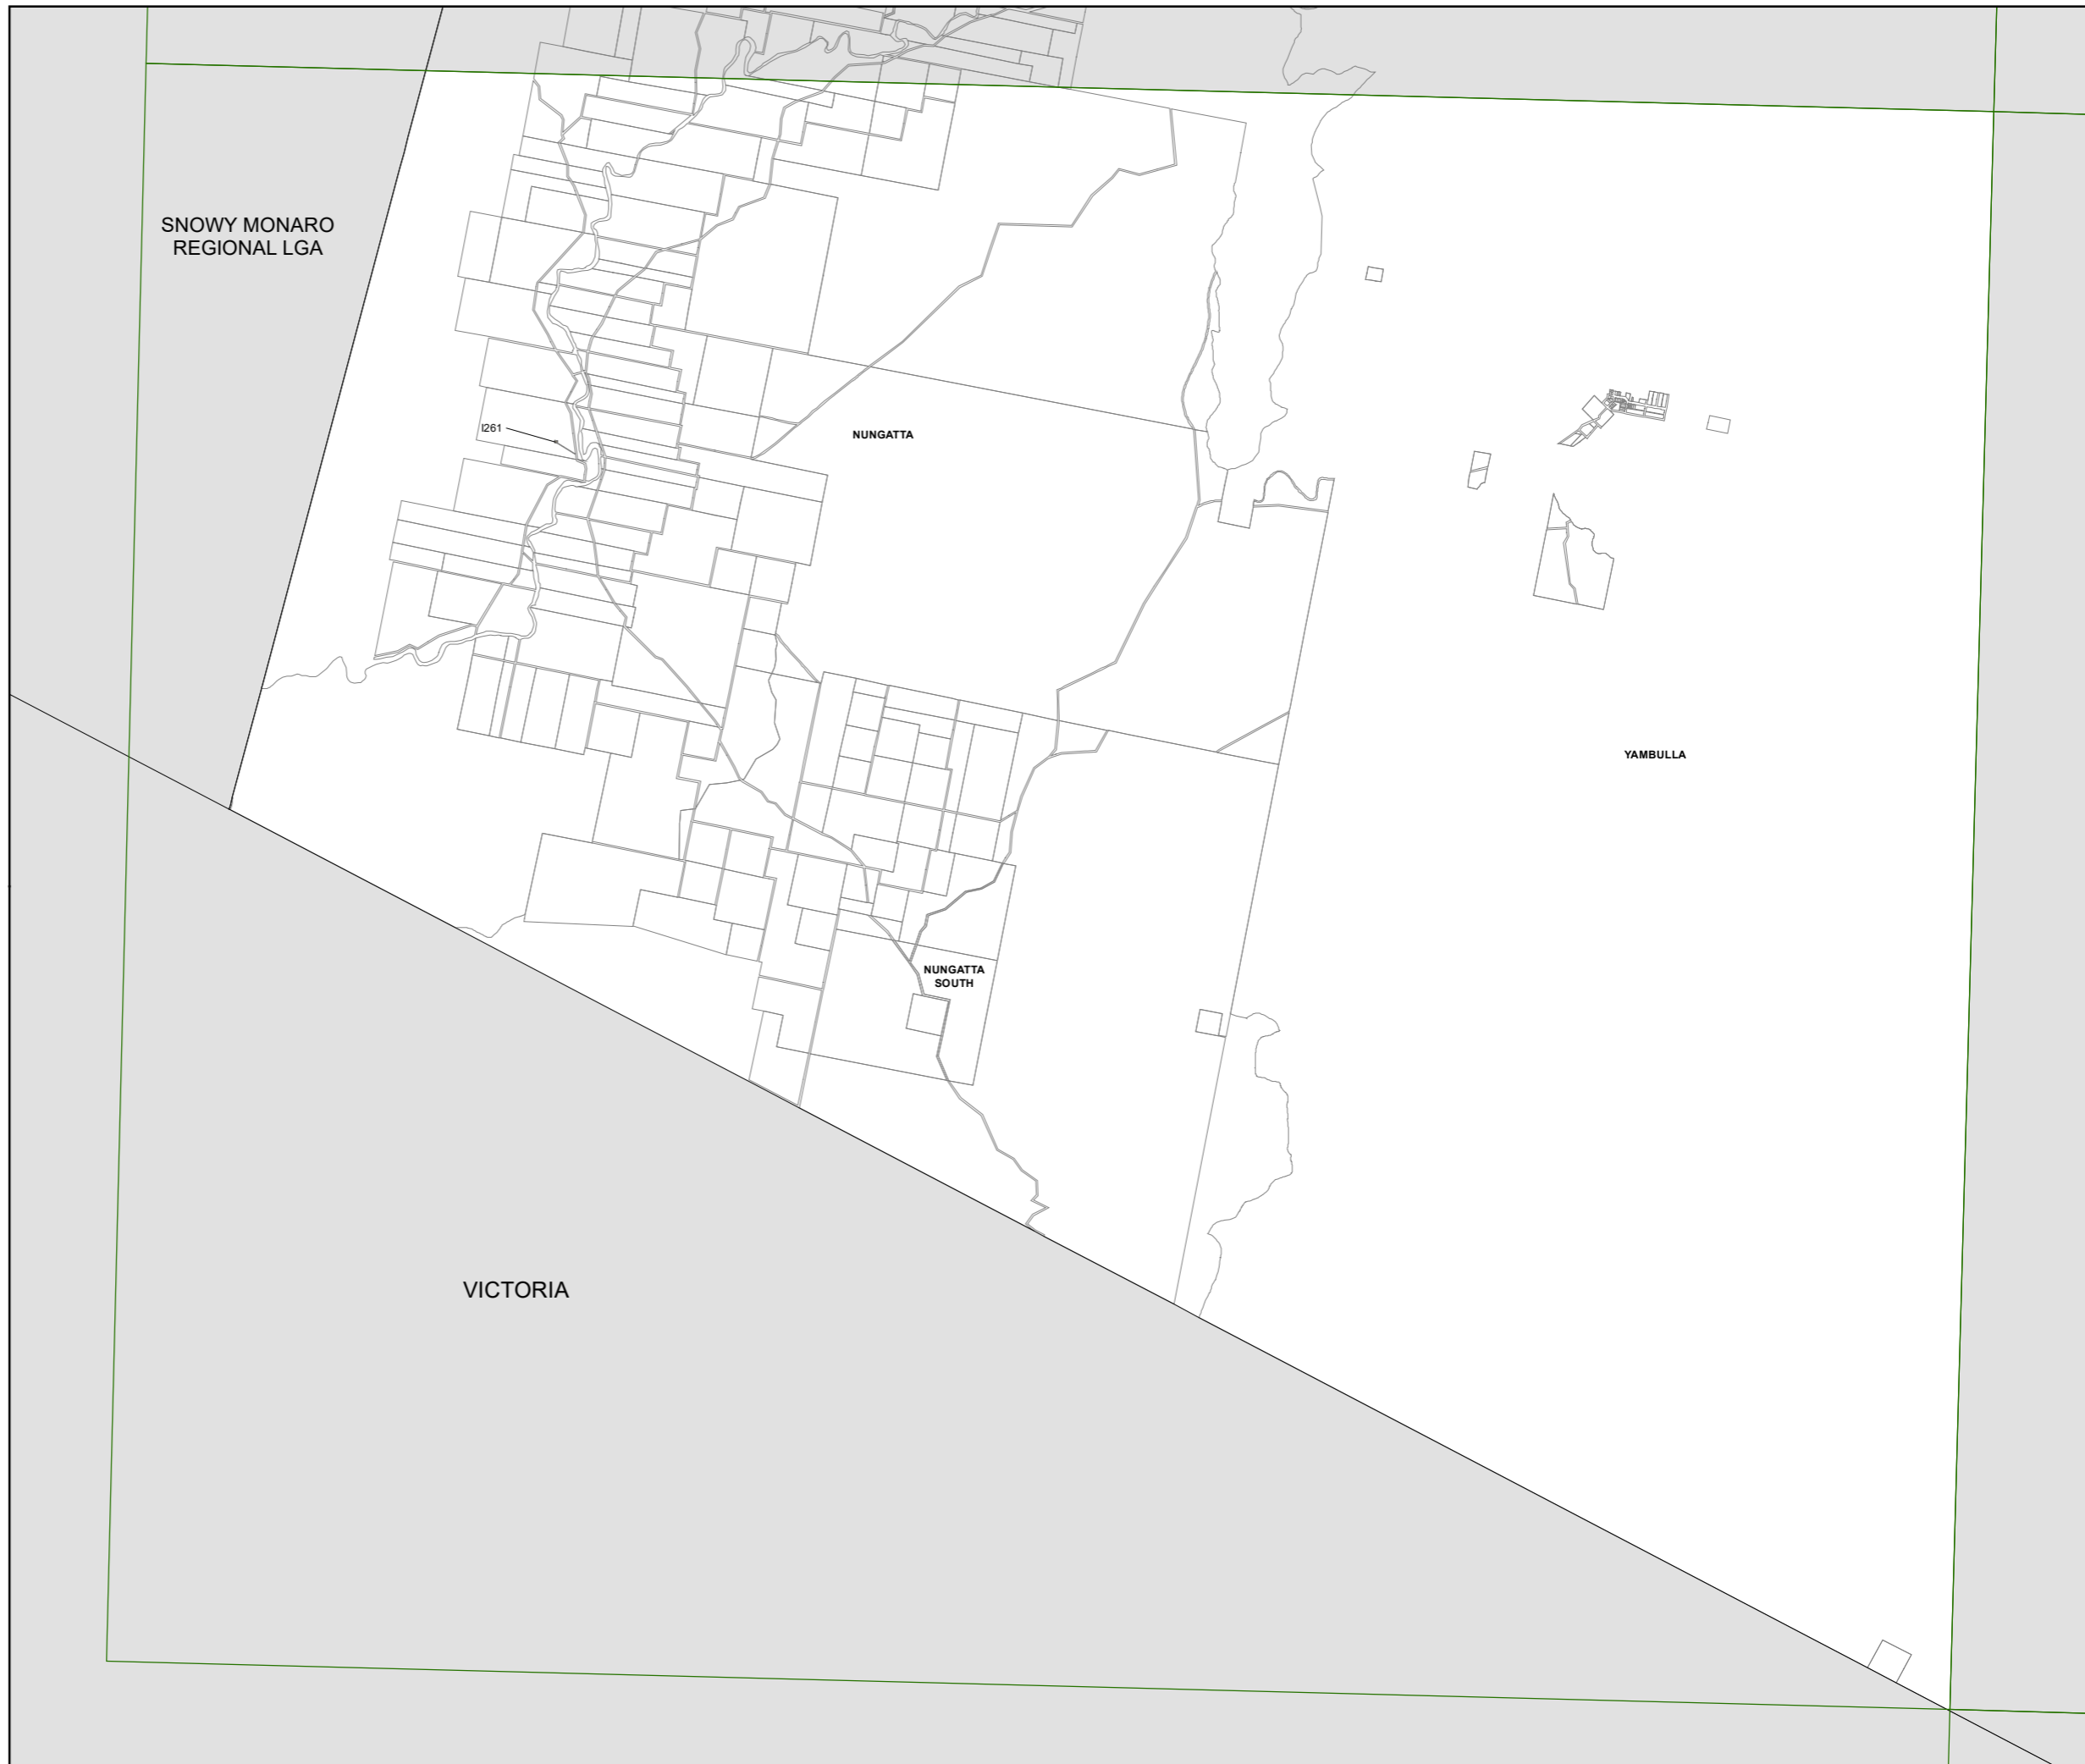 SNOWY MONARO
REGIONAL LGA
I261
NUNGATTA
YAMBULLA
NUNGATTA
SOUTH
VICTORIA